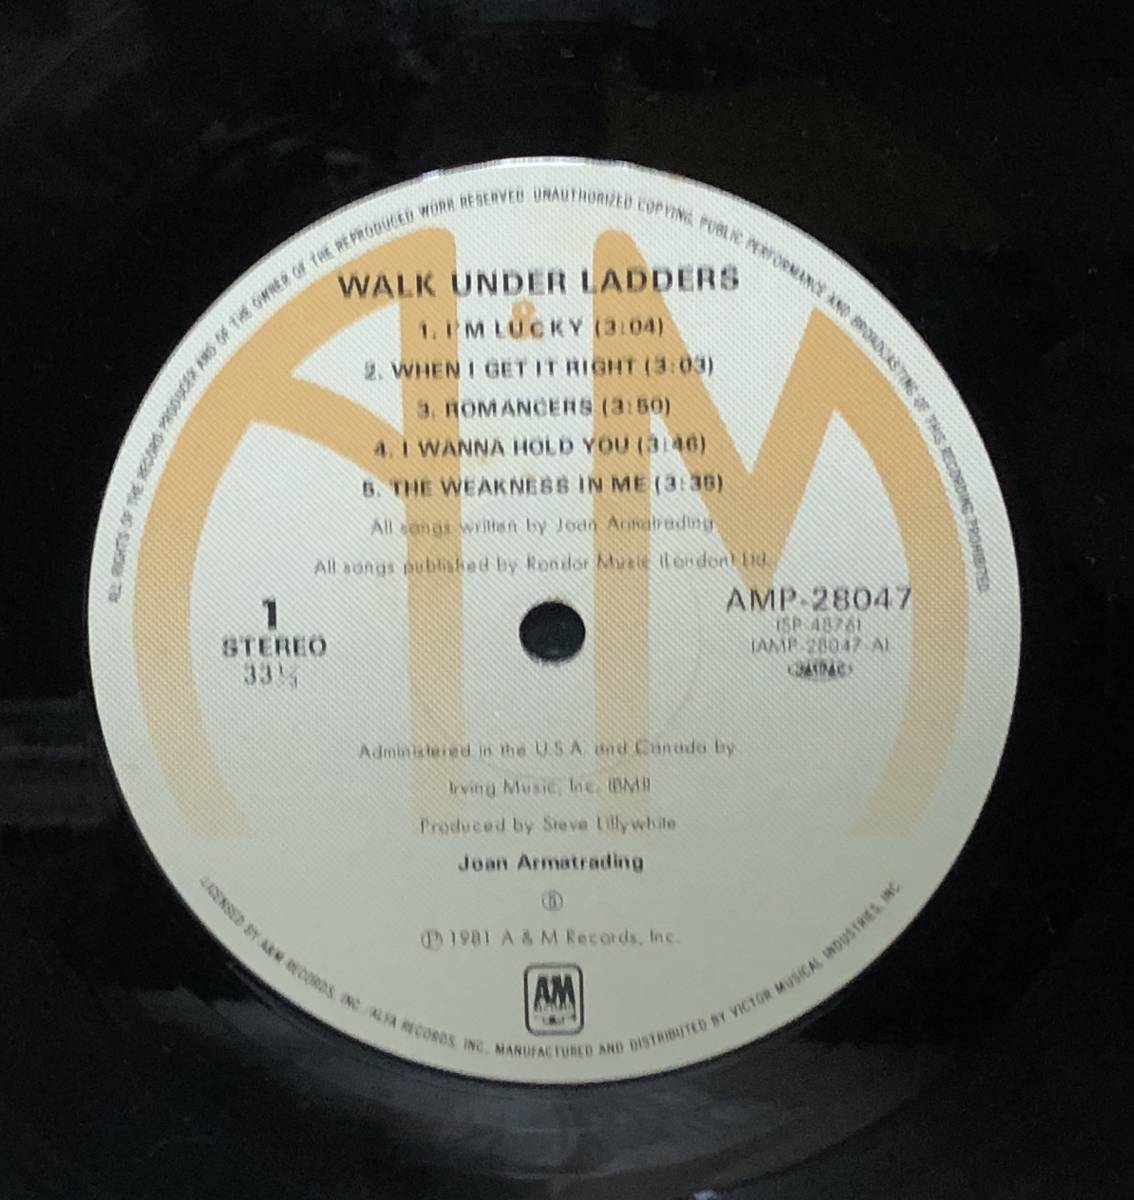 ALL RIGHTS OF THE RECORD PRODUCER AND OF THE OWNER OF THE REPRODUCED WORK RESERVED UNAUTHORIZED COPYING, PUBLIC PERFORMANCE AND BROADCASTING OF THIS RECORDING PROHIBITED
WALK UNDER LADDERS
1. I'M LUCKY (3:04)
2. WHEN I GET IT RIGHT (3:03)
3. ROMANCERS (3:50)
4. I WANNA HOLD YOU (3:46)
5. THE WEAKNESS IN ME (3:35)
All songs written by Joan Armatrading
All songs published by Rondor Music (London) Ltd.
1
STEREO
33⅓
AMP-28047
(SP-4876)
(AMP-28047-A)
Administered in the U.S.A. and Canada by
Irving Music, Inc. (BMI)
Produced by Steve Lillywhite
Joan Armatrading
Ⓡ
Ⓟ 1981 A & M Records, Inc.
AM
LICENSED BY A&M RECORDS, INC./ALFA RECORDS, INC., MANUFACTURED AND DISTRIBUTED BY VICTOR MUSICAL INDUSTRIES, INC.